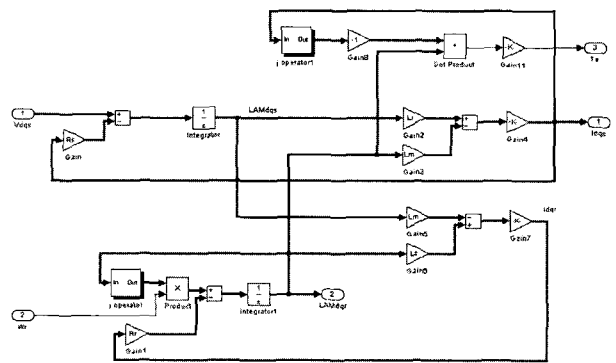 In Out
j operator1
-1
Gain8
Dot Product
-K-
Gain11
3
Te
1
Vdqs
1
s
Integrator
LAMdqs
Lr
Gain2
Lm
Gain3
-K-
Gain4
1
Idqs
Gain
Lm
Gain5
-K-
Gain7
Idqr
Gain6
In Out
j operator
×
Product
1
s
Integrator1
2
LAMdqr
2
Wr
Rr
Gain1